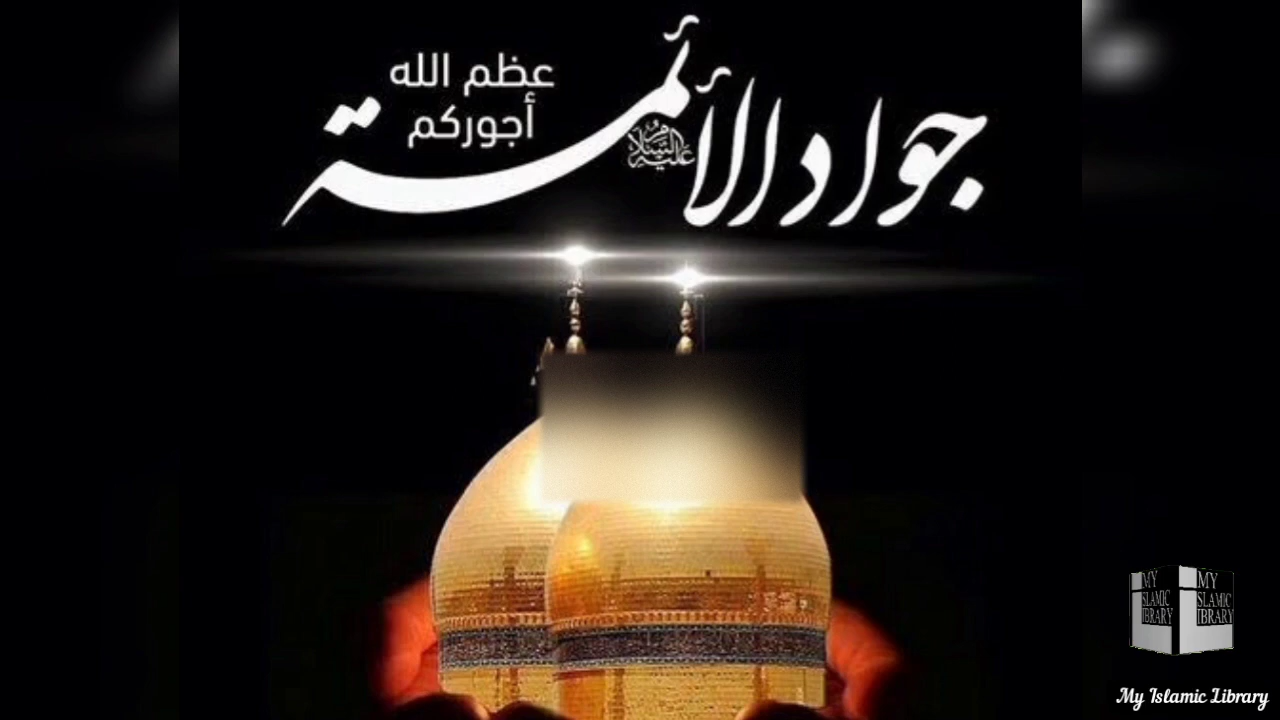 جواد الأئمة
عليه السلام
عظم الله
أجوركم
MY
ISLAMIC
LIBRARY
MY
ISLAMIC
LIBRARY
My Islamic Library